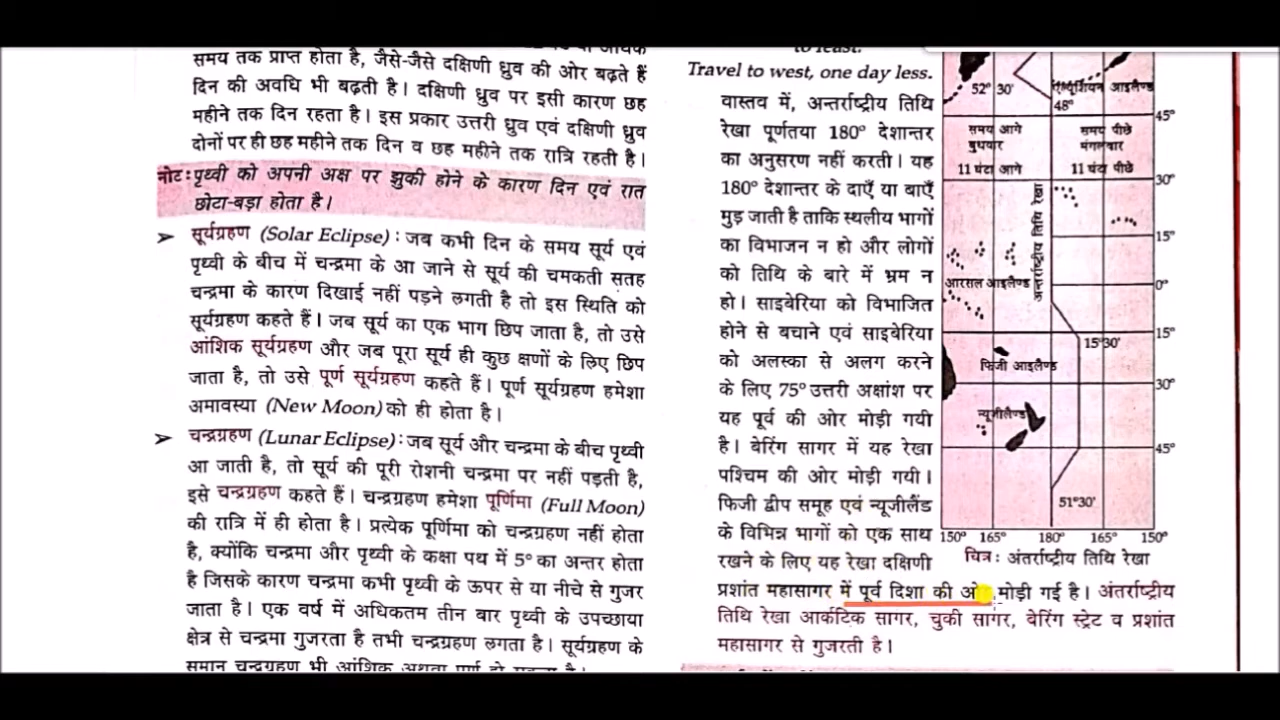 समय तक प्राप्त होता है, जैसे-जैसे दक्षिणी ध्रुव की ओर बढ़ते हैं
दिन की अवधि भी बढ़ती है। दक्षिणी ध्रुव पर इसी कारण छह
महीने तक दिन रहता है। इस प्रकार उत्तरी ध्रुव एवं दक्षिणी ध्रुव
दोनों पर ही छह महीने तक दिन व छह महीने तक रात्रि रहती है।
नोट: पृथ्वी को अपनी अक्ष पर झुकी होने के कारण दिन एवं रात
छोटा-बड़ा होता है।
➢ सूर्यग्रहण (Solar Eclipse) : जब कभी दिन के समय सूर्य एवं
पृथ्वी के बीच में चन्द्रमा के आ जाने से सूर्य की चमकती सतह
चन्द्रमा के कारण दिखाई नहीं पड़ने लगती है तो इस स्थिति को
सूर्यग्रहण कहते हैं। जब सूर्य का एक भाग छिप जाता है, तो उसे
आंशिक सूर्यग्रहण और जब पूरा सूर्य ही कुछ क्षणों के लिए छिप
जाता है, तो उसे पूर्ण सूर्यग्रहण कहते हैं। पूर्ण सूर्यग्रहण हमेशा
अमावस्या (New Moon) को ही होता है।
➢ चन्द्रग्रहण (Lunar Eclipse) : जब सूर्य और चन्द्रमा के बीच पृथ्वी
आ जाती है, तो सूर्य की पूरी रोशनी चन्द्रमा पर नहीं पड़ती है,
इसे चन्द्रग्रहण कहते हैं। चन्द्रग्रहण हमेशा पूर्णिमा (Full Moon)
की रात्रि में ही होता है। प्रत्येक पूर्णिमा को चन्द्रग्रहण नहीं होता
है, क्योंकि चन्द्रमा और पृथ्वी के कक्षा पथ में 5° का अन्तर होता
है जिसके कारण चन्द्रमा कभी पृथ्वी के ऊपर से या नीचे से गुजर
जाता है। एक वर्ष में अधिकतम तीन बार पृथ्वी के उपच्छाया
क्षेत्र से चन्द्रमा गुजरता है तभी चन्द्रग्रहण लगता है। सूर्यग्रहण के
समान चन्द्रग्रहण भी आंशिक अथवा पूर्ण हो सकता है।
to least.
Travel to west, one day less.
वास्तव में, अन्तर्राष्ट्रीय तिथि
रेखा पूर्णतया 180° देशान्तर
का अनुसरण नहीं करती। यह
180° देशान्तर के दाएँ या बाएँ
मुड़ जाती है ताकि स्थलीय भागों
का विभाजन न हो और लोगों
को तिथि के बारे में भ्रम न
हो। साइबेरिया को विभाजित
होने से बचाने एवं साइबेरिया
को अलस्का से अलग करने
के लिए 75° उत्तरी अक्षांश पर
यह पूर्व की ओर मोड़ी गयी
है। बेरिंग सागर में यह रेखा
पश्चिम की ओर मोड़ी गयी।
फिजी द्वीप समूह एवं न्यूजीलैंड
के विभिन्न भागों को एक साथ
रखने के लिए यह रेखा दक्षिणी
प्रशांत महासागर में पूर्व दिशा की ओर मोड़ी गई है। अंतर्राष्ट्रीय
तिथि रेखा आर्कटिक सागर, चुकी सागर, बेरिंग स्ट्रेट व प्रशांत
महासागर से गुजरती है।
52° 30' आइलैण्ड
48°
45°
समय आगे समय पीछे
बुधवार मंगलवार
11 घंटा आगे 11 घंटा पीछे
30°
अन्तर्राष्ट्रीय तिथि रेखा
15°
आरसल आइलैण्ड 0°
15°
15°30'
फिजी आइलैण्ड
30°
न्यूजीलैण्ड
45°
51°30'
150° 165° 180° 165° 150°
चित्र: अंतर्राष्ट्रीय तिथि रेखा